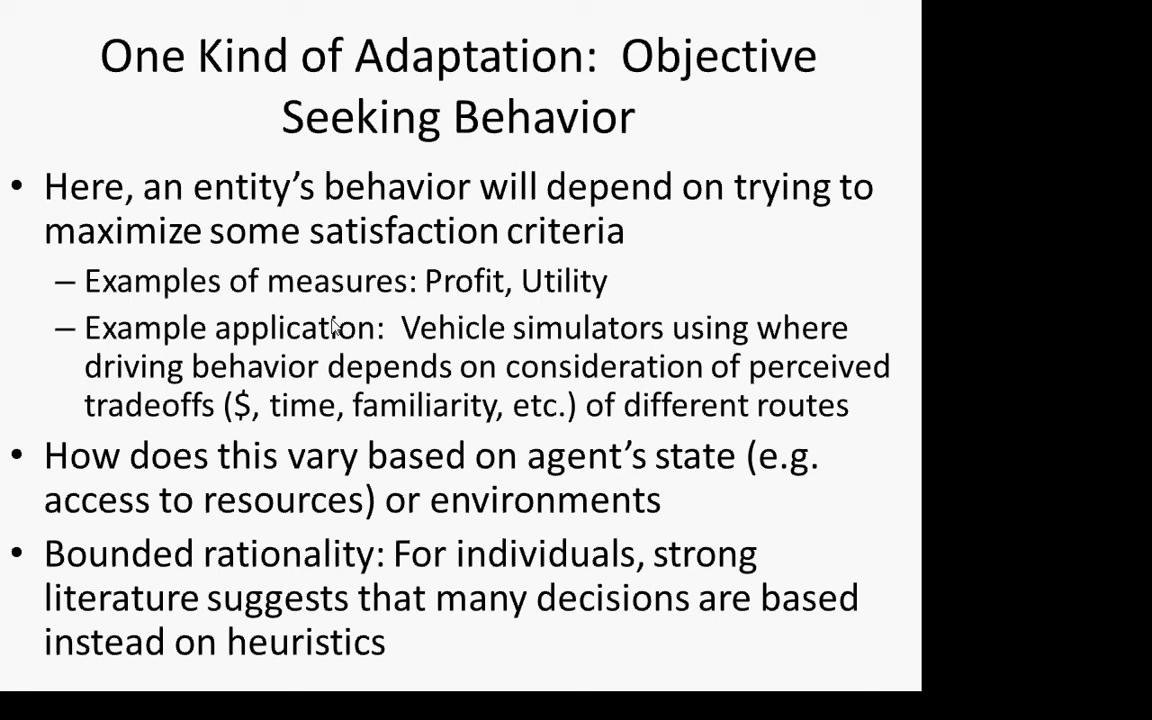 One Kind of Adaptation:  Objective
Seeking Behavior
• Here, an entity’s behavior will depend on trying to
maximize some satisfaction criteria
– Examples of measures: Profit, Utility
– Example application:  Vehicle simulators using where
driving behavior depends on consideration of perceived
tradeoffs ($, time, familiarity, etc.) of different routes
• How does this vary based on agent’s state (e.g.
access to resources) or environments
• Bounded rationality: For individuals, strong
literature suggests that many decisions are based
instead on heuristics